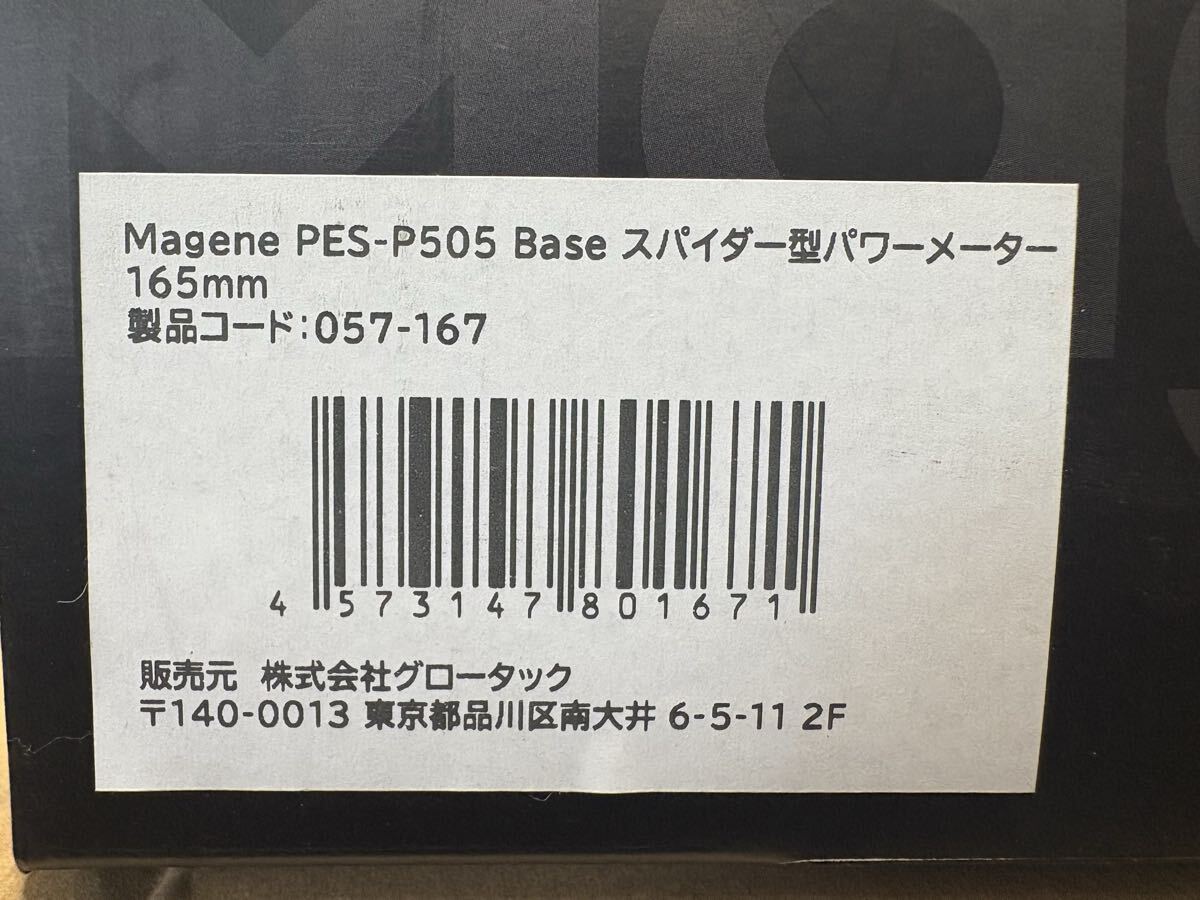 Magene PES-P505 Base スパイダー型パワーメーター
165mm
製品コード:057-167
4 573147 801671
販売元 株式会社グロータック
〒140-0013 東京都品川区南大井 6-5-11 2F